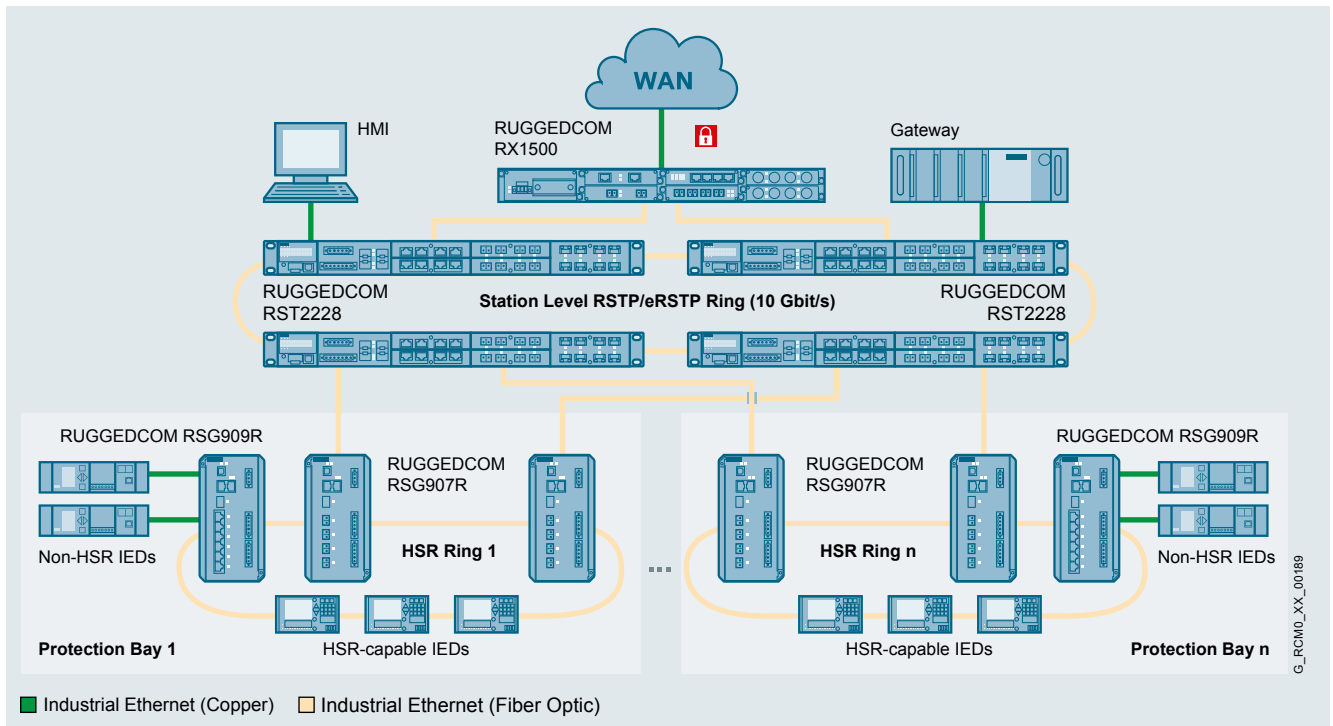 WAN
HMI
RUGGEDCOM
RX1500
Gateway
RUGGEDCOM
RST2228
Station Level RSTP/eRSTP Ring (10 Gbit/s)
RUGGEDCOM
RST2228
RUGGEDCOM RSG909R
RUGGEDCOM
RSG907R
RUGGEDCOM
RSG907R
RUGGEDCOM RSG909R
Non-HSR IEDs
HSR Ring 1
...
HSR Ring n
Non-HSR IEDs
Protection Bay 1
HSR-capable IEDs
HSR-capable IEDs
Protection Bay n
G_RCM0_XX_00189
Industrial Ethernet (Copper)
Industrial Ethernet (Fiber Optic)